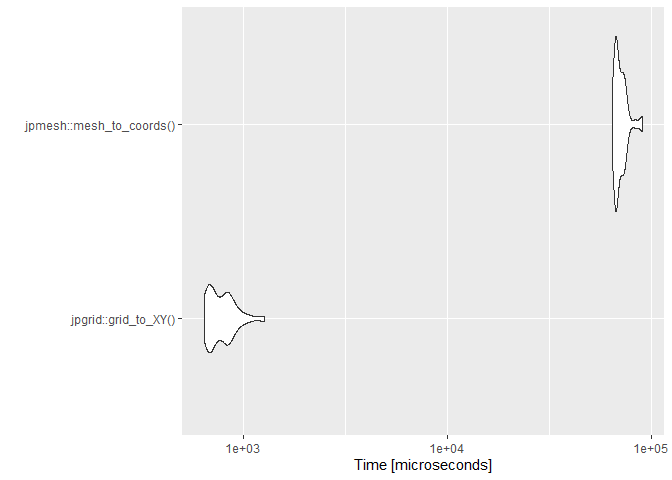 jpmesh::mesh_to_coords()
jpgrid::grid_to_XY()
1e+03 1e+04 1e+05
Time [microseconds]